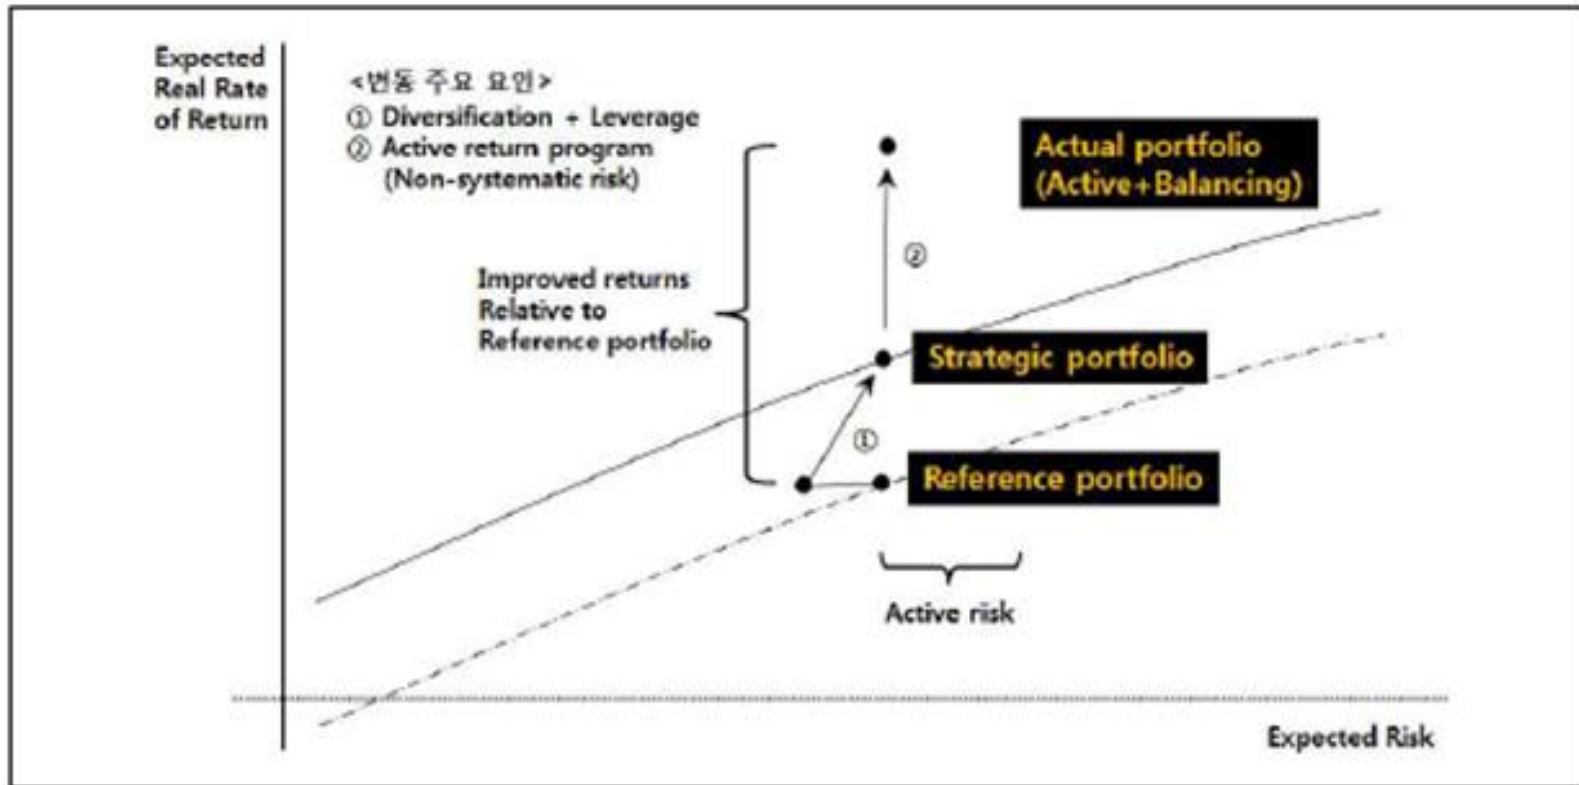 Expected
Real Rate
of Return
<변동 주요 요인>
① Diversification + Leverage
② Active return program
(Non-systematic risk)
Actual portfolio
(Active+Balancing)
②
Improved returns
Relative to
Reference portfolio
Strategic portfolio
①
Reference portfolio
Active risk
Expected Risk